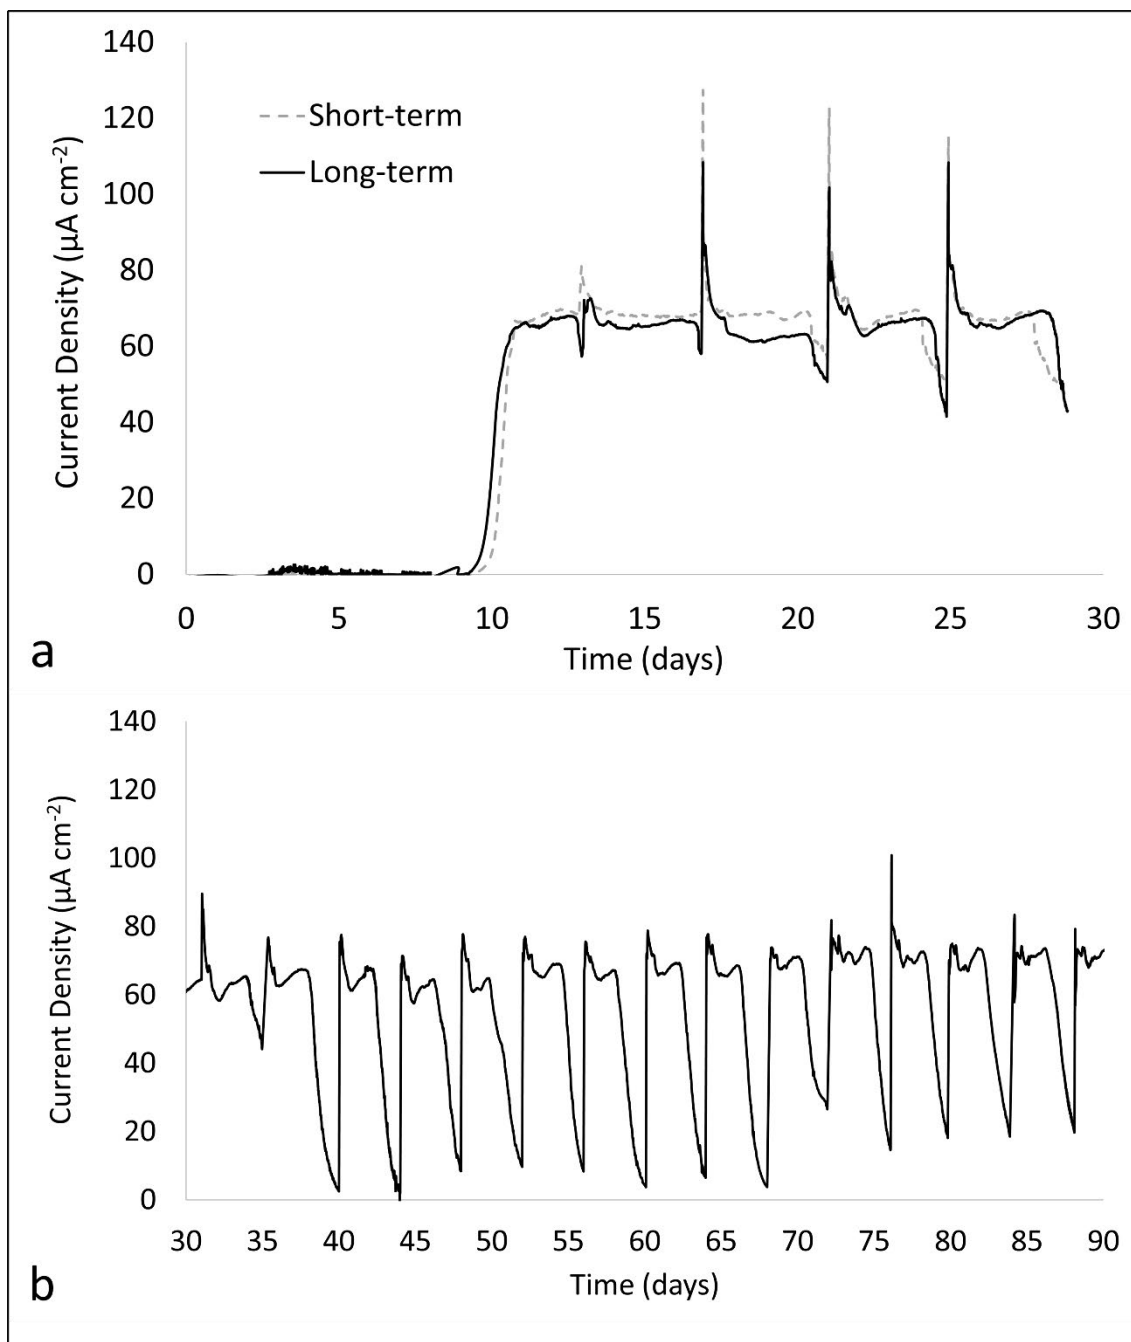 140
120
100
80
60
40
20
0
Current Density (µA cm-2)
Short-term
Long-term
0 5 10 15 20 25 30
Time (days)
a
140
120
100
80
60
40
20
0
Current Density (µA cm-2)
30 35 40 45 50 55 60 65 70 75 80 85 90
Time (days)
b